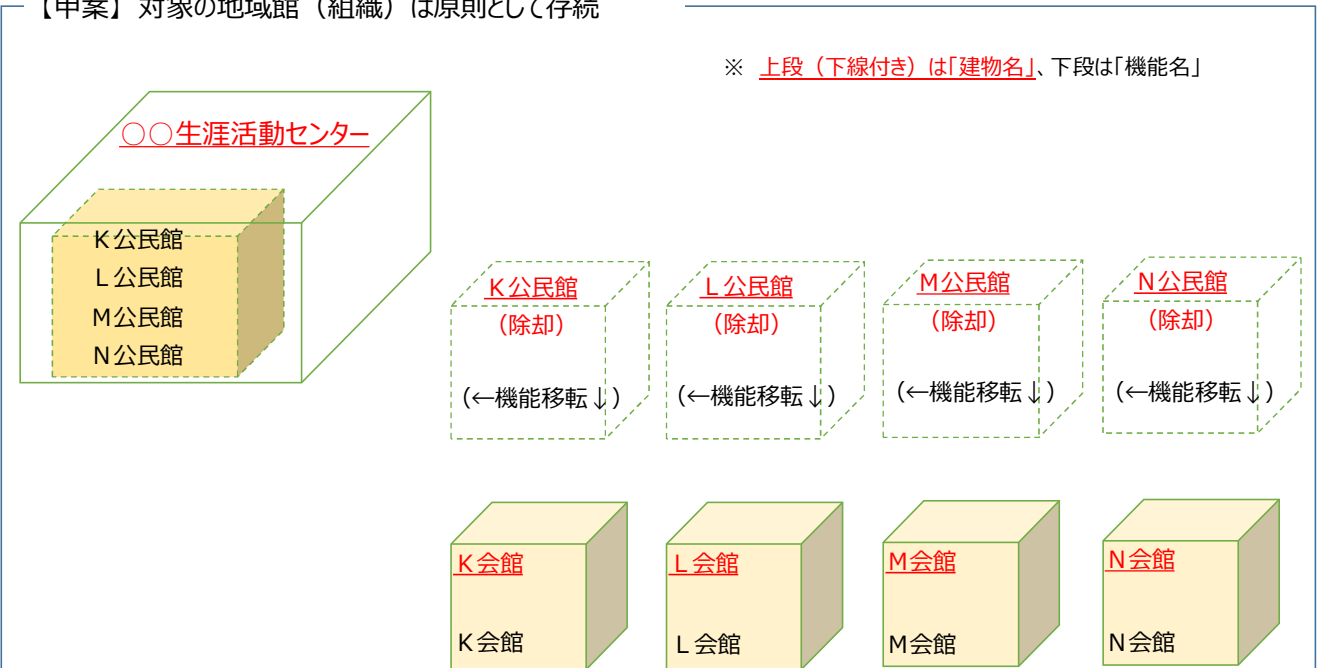 【甲案】対象の地域館（組織）は原則として存続
※　上段（下線付き）は「建物名」、下段は「機能名」
○○生涯活動センター
K公民館
L公民館
M公民館
N公民館
K公民館
（除却）
（←機能移転↓）
L公民館
（除却）
（←機能移転↓）
M公民館
（除却）
（←機能移転↓）
N公民館
（除却）
（←機能移転↓）
K会館
K会館
L会館
L会館
M会館
M会館
N会館
N会館